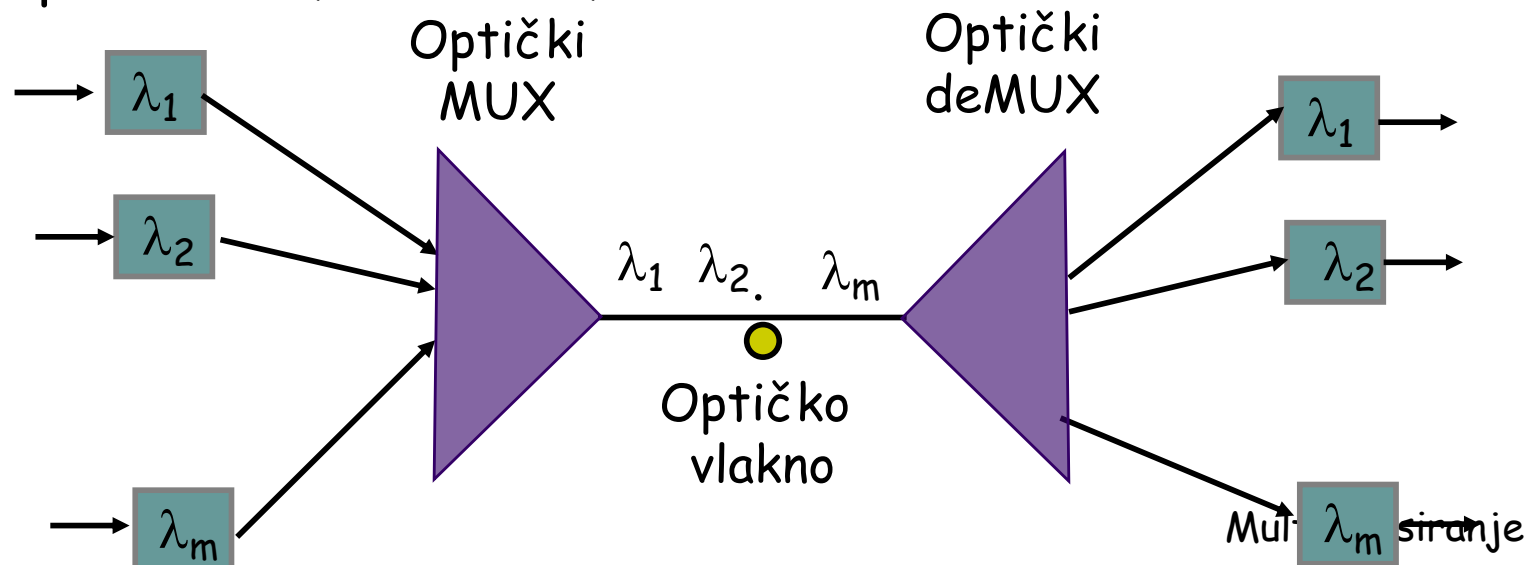 Optički
MUX
Optički
deMUX
λ1
λ2
λm
λ1 λ2. λm
Optičko
vlakno
λ1
λ2
λm